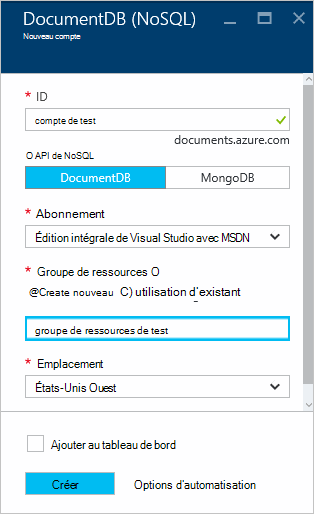 DocumentDB (NoSQL)
Nouveau compte
* ID
compte de test
documents.azure.com
O API de NoSQL
DocumentDB MongoDB
* Abonnement
Édition intégrale de Visual Studio avec MSDN
* Groupe de ressources O
@Create nouveau C) utilisation d'existant
groupe de ressources de test
* Emplacement
États-Unis Ouest
Ajouter au tableau de bord
Créer Options d'automatisation